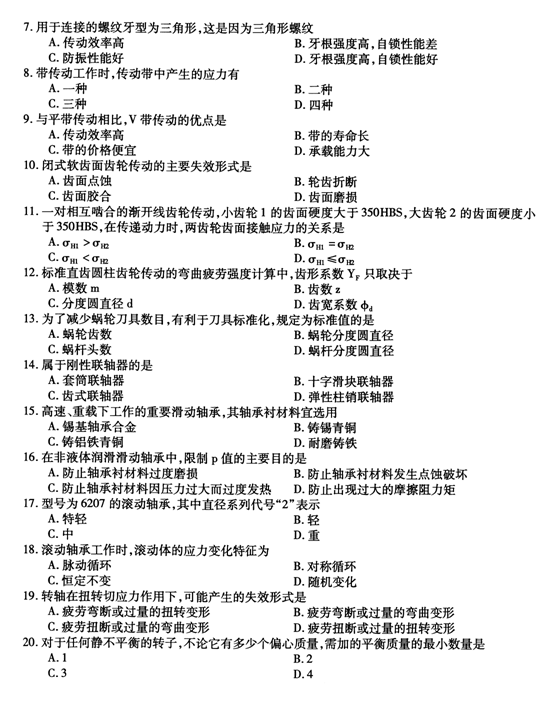 7. 用于连接的螺纹牙型为三角形,这是因为三角形螺纹
A. 传动效率高 B. 牙根强度高,自锁性能差
C. 防振性能好 D. 牙根强度高,自锁性能好
8. 带传动工作时,传动带中产生的应力有
A. 一种 B. 二种
C. 三种 D. 四种
9. 与平带传动相比,V 带传动的优点是
A. 传动效率高 B. 带的寿命长
C. 带的价格便宜 D. 承载能力大
10. 闭式软齿面齿轮传动的主要失效形式是
A. 齿面点蚀 B. 轮齿折断
C. 齿面胶合 D. 齿面磨损
11. 一对相互啮合的渐开线齿轮传动,小齿轮 1 的齿面硬度大于 350HBS,大齿轮 2 的齿面硬度小
于 350HBS,在传递动力时,两齿轮齿面接触应力的关系是
A. σH1 > σH2 B. σH1 = σH2
C. σH1 < σH2 D. σH1 ≤ σH2
12. 标准直齿圆柱齿轮传动的弯曲疲劳强度计算中,齿形系数 YF 只取决于
A. 模数 m B. 齿数 z
C. 分度圆直径 d D. 齿宽系数 ϕd
13. 为了减少蜗轮刀具数目,有利于刀具标准化,规定为标准值的是
A. 蜗轮齿数 B. 蜗轮分度圆直径
C. 蜗杆头数 D. 蜗杆分度圆直径
14. 属于刚性联轴器的是
A. 套筒联轴器 B. 十字滑块联轴器
C. 齿式联轴器 D. 弹性柱销联轴器
15. 高速、重载下工作的重要滑动轴承,其轴承衬材料宜选用
A. 锡基轴承合金 B. 铸锡青铜
C. 铸铝铁青铜 D. 耐磨铸铁
16. 在非液体润滑滑动轴承中,限制 p 值的主要目的是
A. 防止轴承衬材料过度磨损 B. 防止轴承衬材料发生点蚀破坏
C. 防止轴承衬材料因压力过大而过度发热 D. 防止出现过大的摩擦阻力矩
17. 型号为 6207 的滚动轴承,其中直径系列代号“2”表示
A. 特轻 B. 轻
C. 中 D. 重
18. 滚动轴承工作时,滚动体的应力变化特征为
A. 脉动循环 B. 对称循环
C. 恒定不变 D. 随机变化
19. 转轴在扭转切应力作用下,可能产生的失效形式是
A. 疲劳弯断或过量的扭转变形 B. 疲劳弯断或过量的弯曲变形
C. 疲劳扭断或过量的弯曲变形 D. 疲劳扭断或过量的扭转变形
20. 对于任何静不平衡的转子,不论它有多少个偏心质量,需加的平衡质量的最小数量是
A. 1 B. 2
C. 3 D. 4